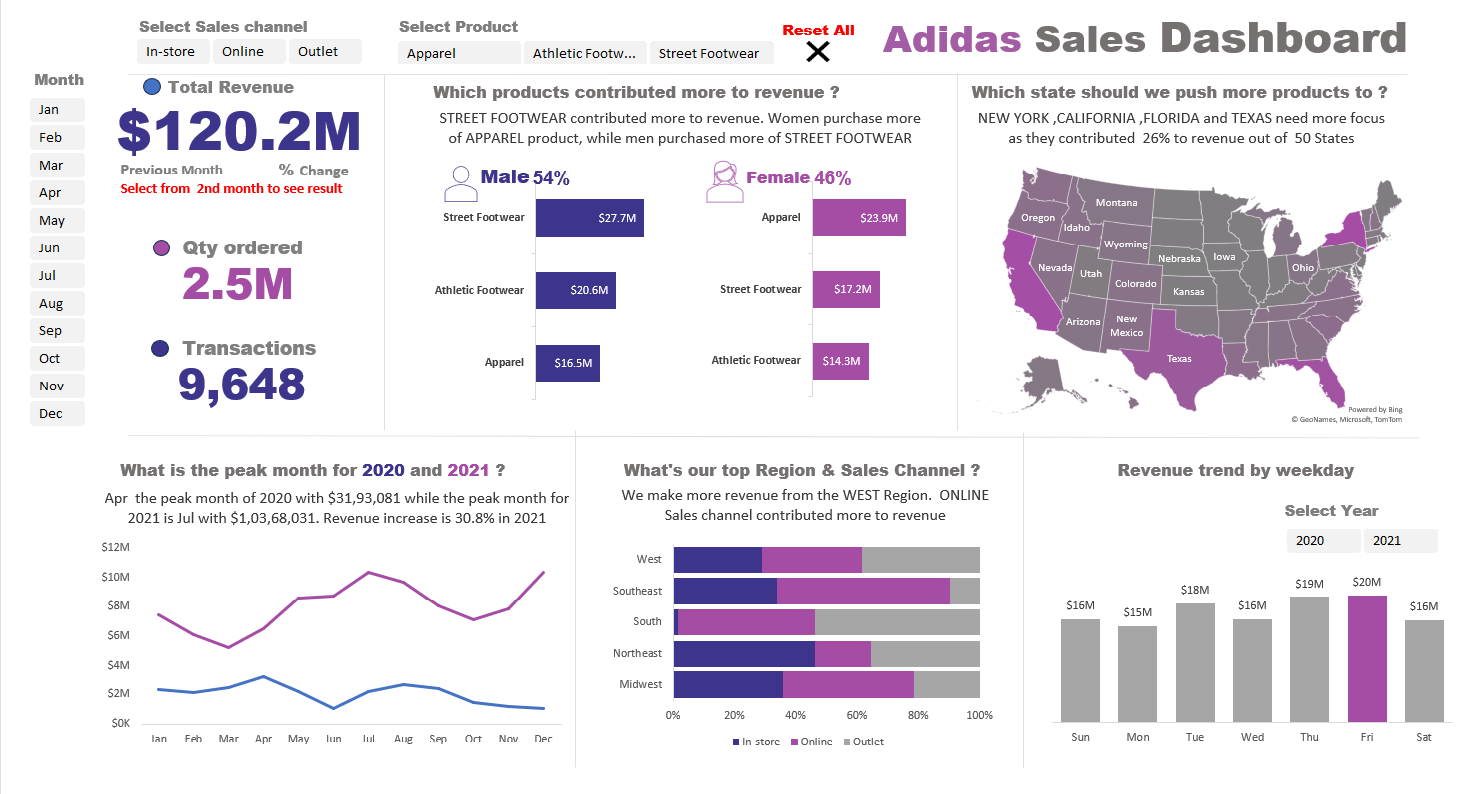 Select Sales channel
In-store
Online
Outlet
Select Product
Apparel
Athletic Footw...
Street Footwear
Reset All
Adidas Sales Dashboard
Month
Jan
Feb
Mar
Apr
May
Jun
Jul
Aug
Sep
Oct
Nov
Dec
Total Revenue
$120.2M
Previous Month
% Change
Select from 2nd month to see result
Qty ordered
2.5M
Transactions
9,648
Which products contributed more to revenue ?
STREET FOOTWEAR contributed more to revenue. Women purchase more
of APPAREL product, while men purchased more of STREET FOOTWEAR
Male 54%
Street Footwear
$27.7M
Athletic Footwear
$20.6M
Apparel
$16.5M
Female 46%
Apparel
$23.9M
Street Footwear
$17.2M
Athletic Footwear
$14.3M
Which state should we push more products to ?
NEW YORK ,CALIFORNIA ,FLORIDA and TEXAS need more focus
as they contributed 26% to revenue out of 50 States
Montana
Oregon
Idaho
Wyoming
Nebraska
Iowa
Nevada
Utah
Ohio
Colorado
Kansas
Arizona
New
Mexico
Texas
Powered by Bing
© GeoNames, Microsoft, TomTom
What is the peak month for 2020 and 2021 ?
Apr the peak month of 2020 with $31,93,081 while the peak month for
2021 is Jul with $1,03,68,031. Revenue increase is 30.8% in 2021
$12M
$10M
$8M
$6M
$4M
$2M
$0K
Jan
Feb
Mar
Apr
May
Jun
Jul
Aug
Sep
Oct
Nov
Dec
What's our top Region & Sales Channel ?
We make more revenue from the WEST Region. ONLINE
Sales channel contributed more to revenue
West
Southeast
South
Northeast
Midwest
0%
20%
40%
60%
80%
100%
In-store
Online
Outlet
Revenue trend by weekday
Select Year
2020
2021
$16M
$15M
$18M
$16M
$19M
$20M
$16M
Sun
Mon
Tue
Wed
Thu
Fri
Sat